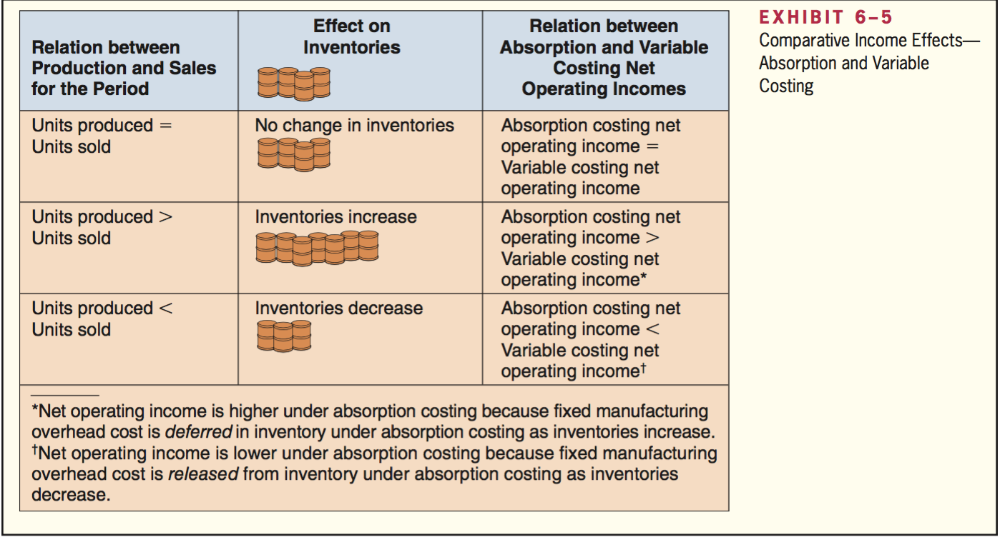 EXHIBIT 6–5
Comparative Income Effects—
Absorption and Variable
Costing
Relation between
Production and Sales
for the Period
Effect on
Inventories
Relation between
Absorption and Variable
Costing Net
Operating Incomes
Units produced =
Units sold
No change in inventories
Absorption costing net
operating income =
Variable costing net
operating income
Units produced >
Units sold
Inventories increase
Absorption costing net
operating income >
Variable costing net
operating income*
Units produced <
Units sold
Inventories decrease
Absorption costing net
operating income <
Variable costing net
operating income†
*Net operating income is higher under absorption costing because fixed manufacturing
overhead cost is deferred in inventory under absorption costing as inventories increase.
†Net operating income is lower under absorption costing because fixed manufacturing
overhead cost is released from inventory under absorption costing as inventories
decrease.